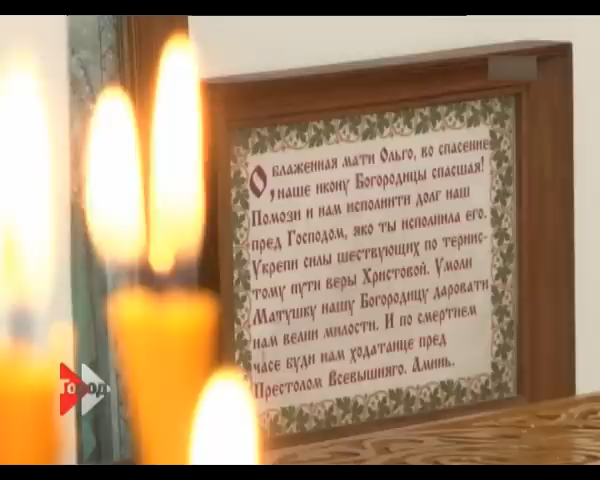 О, блаженная мати Ольго, во спасение
наше икону Богородицы спасшая!
Помози и нам исполнити долг наш
пред Господом, яко ты исполнила его.
Укрепи силы шествующих по тернис-
тому пути веры Христовой. Умоли
Матушку нашу Богородицу даровати
нам велии милости. И по смертнем
часе буди нам ходатаице пред
Престолом Всевышняго. Аминь.
Город